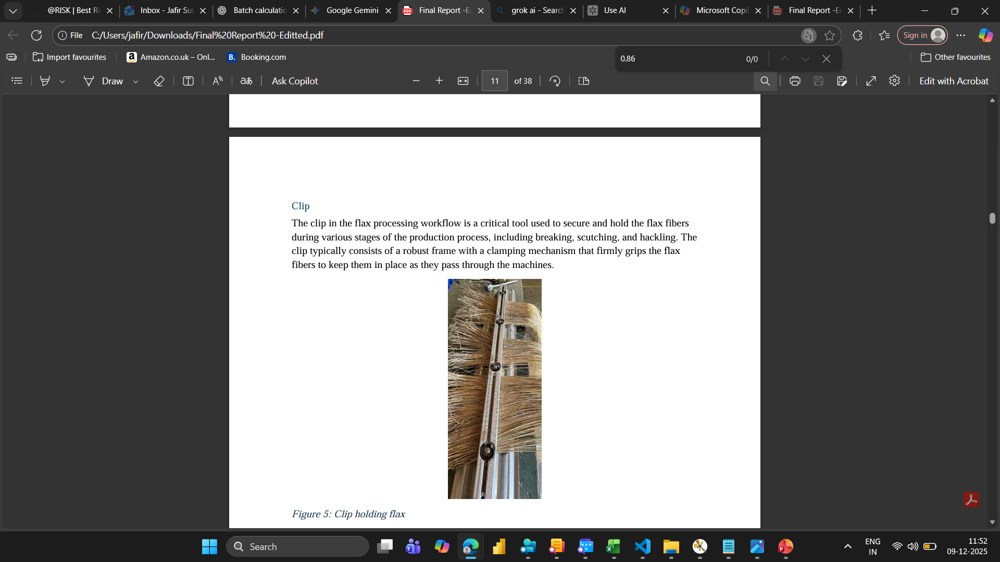 @RISK | Best Ri
Inbox - Jafir Sul
Batch calculatio
Google Gemini
Final Report -Ed
grok ai - Search
Use AI
Microsoft Copil
Final Report -Ed
File
C:/Users/jafir/Downloads/Final%20Report%20-Editted.pdf
Sign in
Import favourites
Amazon.co.uk – Onl...
B. Booking.com
0.86
0/0
Other favourites
Draw
Ask Copilot
11
of 38
Edit with Acrobat
Clip
The clip in the flax processing workflow is a critical tool used to secure and hold the flax fibers
during various stages of the production process, including breaking, scutching, and hackling. The
clip typically consists of a robust frame with a clamping mechanism that firmly grips the flax
fibers to keep them in place as they pass through the machines.
Figure 5: Clip holding flax
Search
ENG
IN
11:52
09-12-2025